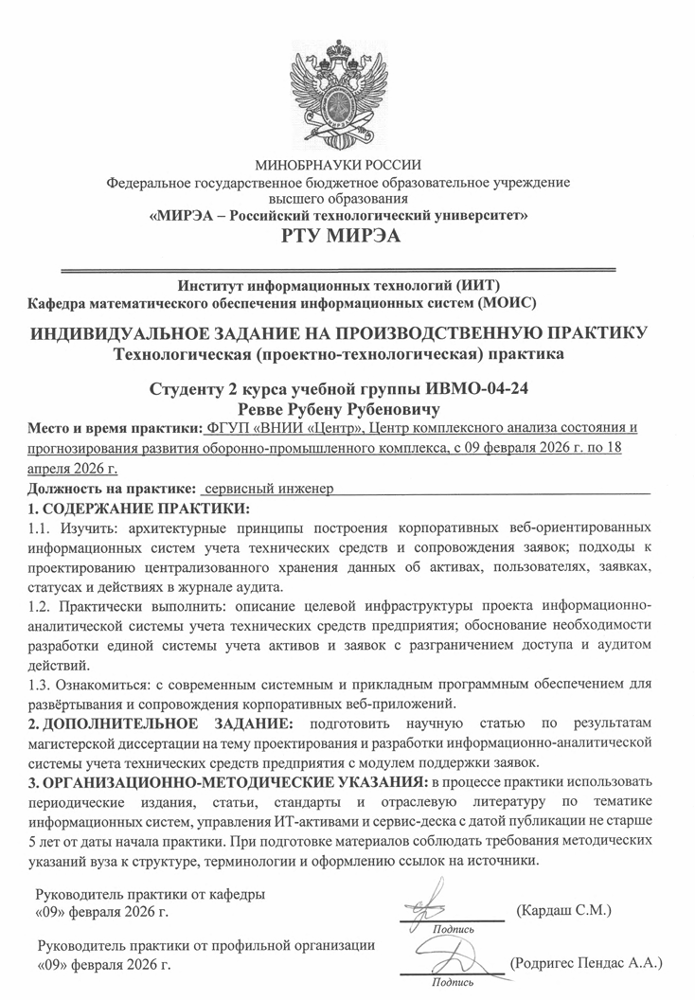 МИНОБРНАУКИ РОССИИ
Федеральное государственное бюджетное образовательное учреждение
высшего образования
«МИРЭА – Российский технологический университет»
РТУ МИРЭА
Институт информационных технологий (ИИТ)
Кафедра математического обеспечения информационных систем (МОИС)
ИНДИВИДУАЛЬНОЕ ЗАДАНИЕ НА ПРОИЗВОДСТВЕННУЮ ПРАКТИКУ
Технологическая (проектно-технологическая) практика
Студенту 2 курса учебной группы ИВМО-04-24
Ревве Рубену Рубеновичу
Место и время практики: ФГУП «ВНИИ «Центр», Центр комплексного анализа состояния и
прогнозирования развития оборонно-промышленного комплекса, с 09 февраля 2026 г. по 18
апреля 2026 г.
Должность на практике: сервисный инженер
1. СОДЕРЖАНИЕ ПРАКТИКИ:
1.1. Изучить: архитектурные принципы построения корпоративных веб-ориентированных
информационных систем учета технических средств и сопровождения заявок; подходы к
проектированию централизованного хранения данных об активах, пользователях, заявках,
статусах и действиях в журнале аудита.
1.2. Практически выполнить: описание целевой инфраструктуры проекта информационно-
аналитической системы учета технических средств предприятия; обоснование необходимости
разработки единой системы учета активов и заявок с разграничением доступа и аудитом
действий.
1.3. Ознакомиться: с современным системным и прикладным программным обеспечением для
развёртывания и сопровождения корпоративных веб-приложений.
2. ДОПОЛНИТЕЛЬНОЕ ЗАДАНИЕ: подготовить научную статью по результатам
магистерской диссертации на тему проектирования и разработки информационно-аналитической
системы учета технических средств предприятия с модулем поддержки заявок.
3. ОРГАНИЗАЦИОННО-МЕТОДИЧЕСКИЕ УКАЗАНИЯ: в процессе практики использовать
периодические издания, статьи, стандарты и отраслевую литературу по тематике
информационных систем, управления ИТ-активами и сервис-деска с датой публикации не старше
5 лет от даты начала практики. При подготовке материалов соблюдать требования методических
указаний вуза к структуре, терминологии и оформлению ссылок на источники.
Руководитель практики от кафедры
«09» февраля 2026 г. (Кардаш С.М.)
Подпись
Руководитель практики от профильной организации
«09» февраля 2026 г. (Родригес Пендас А.А.)
Подпись